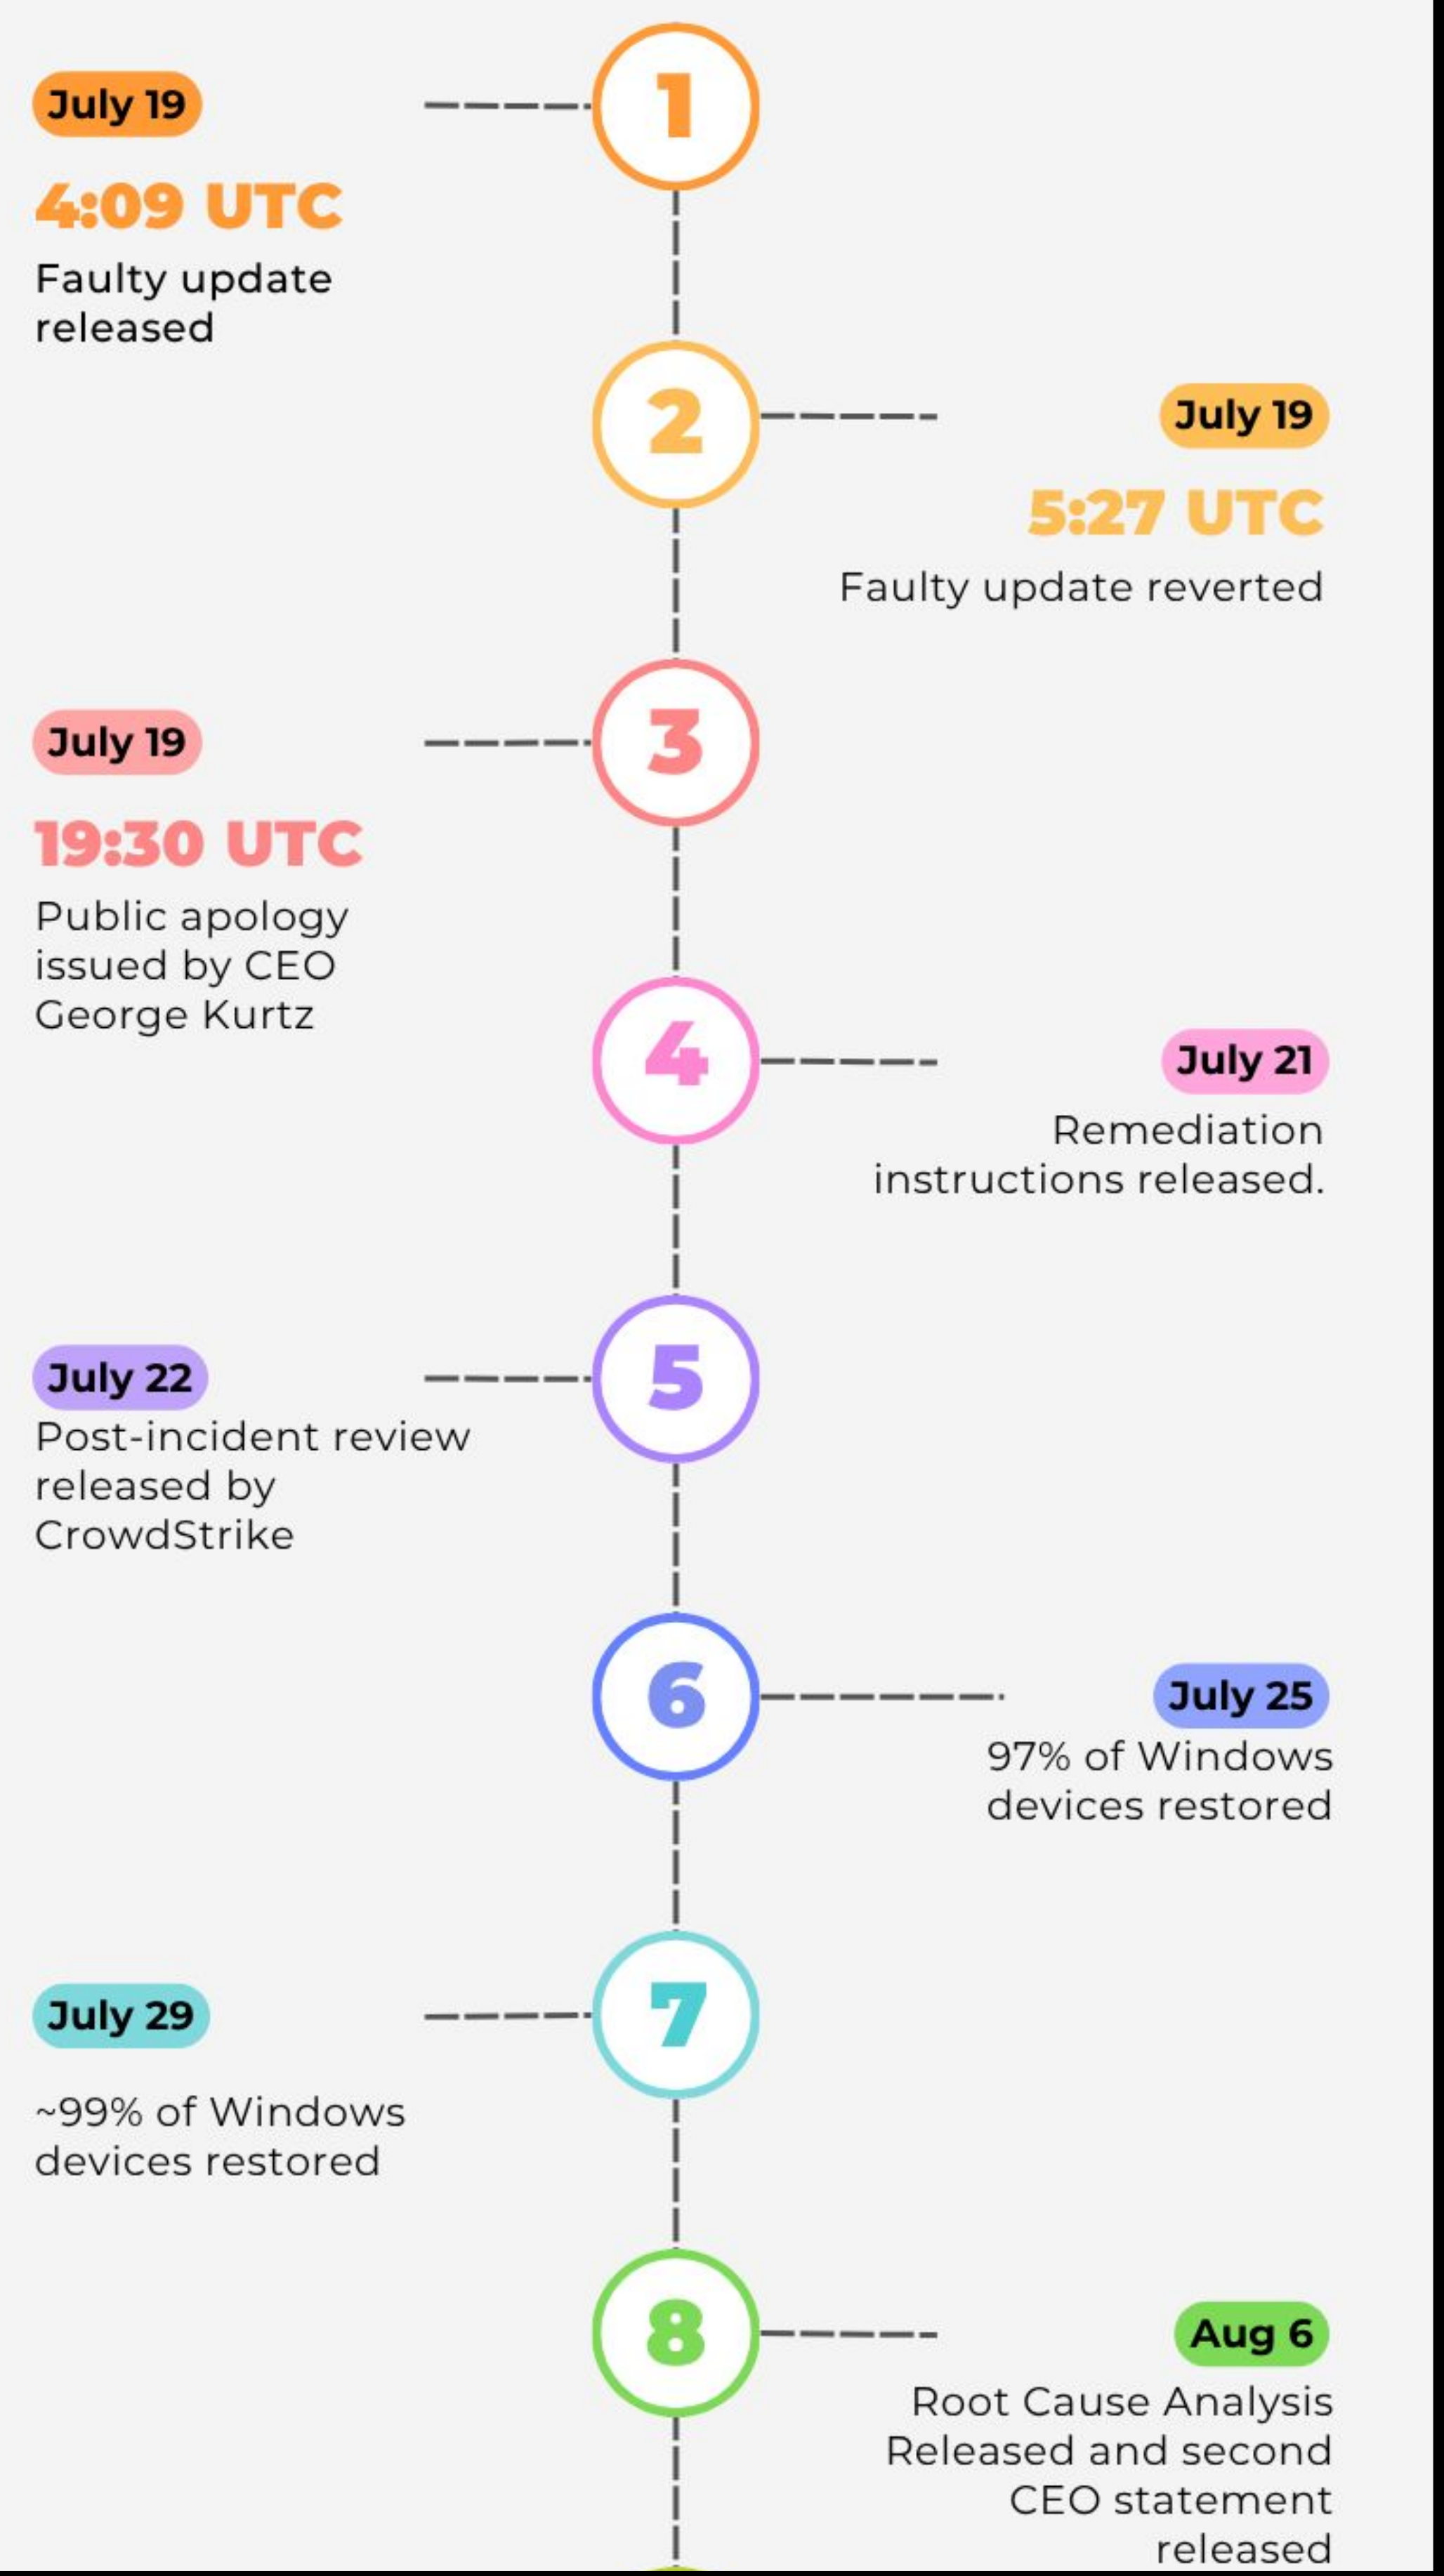 1
July 19
4:09 UTC
Faulty update
released
2
July 19
5:27 UTC
Faulty update reverted
3
July 19
19:30 UTC
Public apology
issued by CEO
George Kurtz
4
July 21
Remediation
instructions released.
5
July 22
Post-incident review
released by
CrowdStrike
6
July 25
97% of Windows
devices restored
7
July 29
~99% of Windows
devices restored
8
Aug 6
Root Cause Analysis
Released and second
CEO statement
released